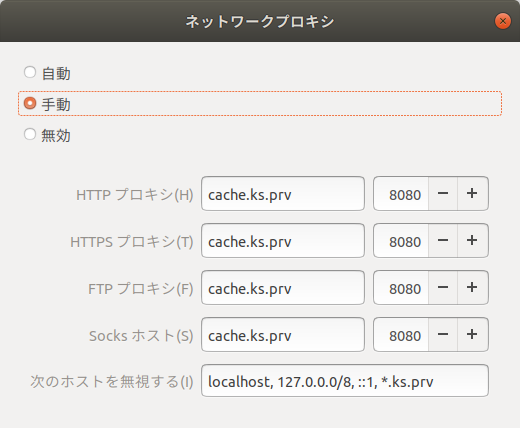 ネットワークプロキシ
自動
手動
無効
HTTP プロキシ(H) cache.ks.prv 8080 − +
HTTPS プロキシ(T) cache.ks.prv 8080 − +
FTP プロキシ(F) cache.ks.prv 8080 − +
Socks ホスト(S) cache.ks.prv 8080 − +
次のホストを無視する(I) localhost, 127.0.0.0/8, ::1, *.ks.prv